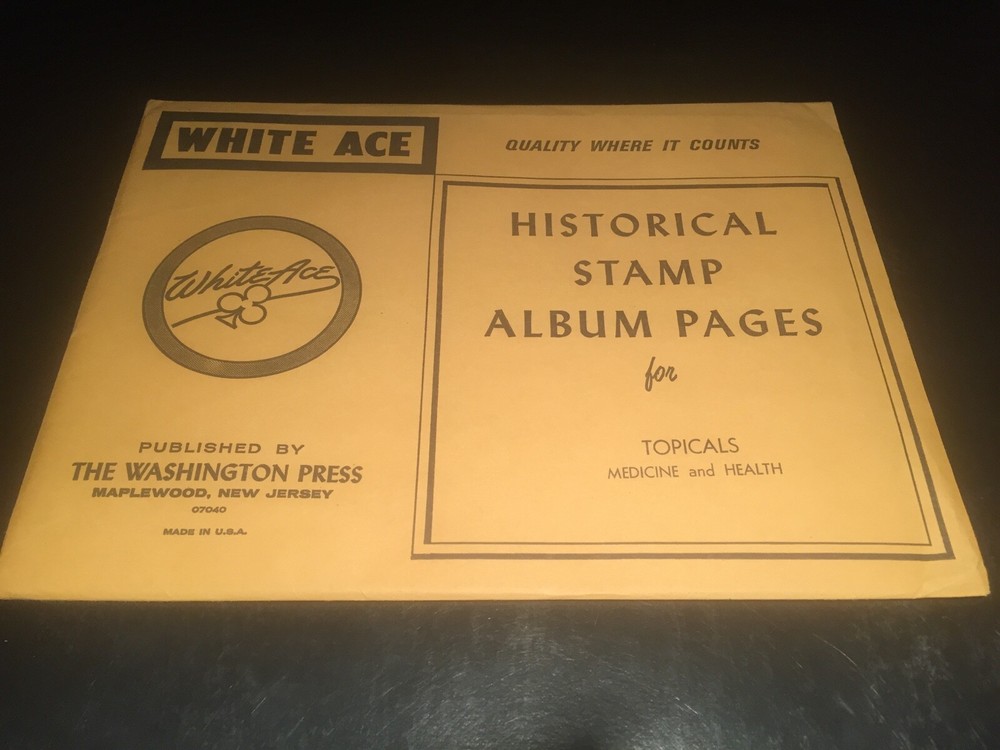 WHITE ACE
QUALITY WHERE IT COUNTS
White Ace
PUBLISHED BY
THE WASHINGTON PRESS
MAPLEWOOD, NEW JERSEY
07040
MADE IN U.S.A.
HISTORICAL
STAMP
ALBUM PAGES
for
TOPICALS
MEDICINE and HEALTH